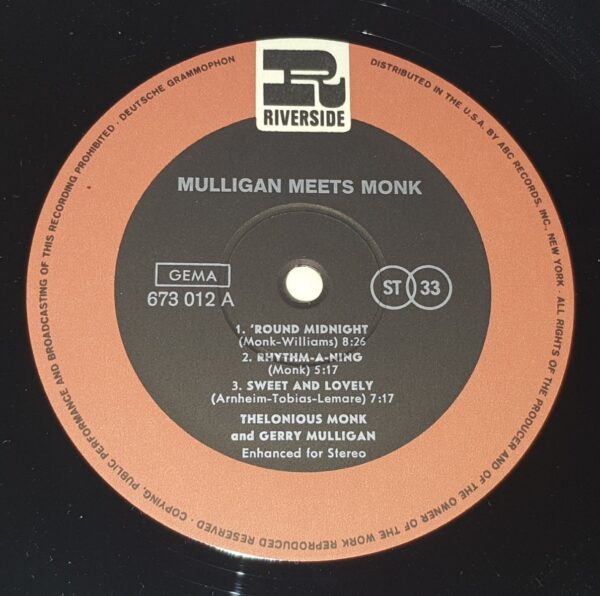 RIVERSIDE
MULLIGAN MEETS MONK
GEMA
673 012 A
ST 33
1. 'ROUND MIDNIGHT
(Monk-Williams) 8:26
2. RHYTHM-A-NING
(Monk) 5:17
3. SWEET AND LOVELY
(Arnheim-Tobias-Lemare) 7:17
THELONIOUS MONK
and GERRY MULLIGAN
Enhanced for Stereo
DISTRIBUTED IN THE U.S.A. BY ABC RECORDS, INC., NEW YORK · ALL RIGHTS OF THE PRODUCER AND OF THE OWNER OF THE WORK REPRODUCED RESERVED · COPYING, PUBLIC PERFORMANCE AND BROADCASTING OF THIS RECORDING PROHIBITED · DEUTSCHE GRAMMOPHON